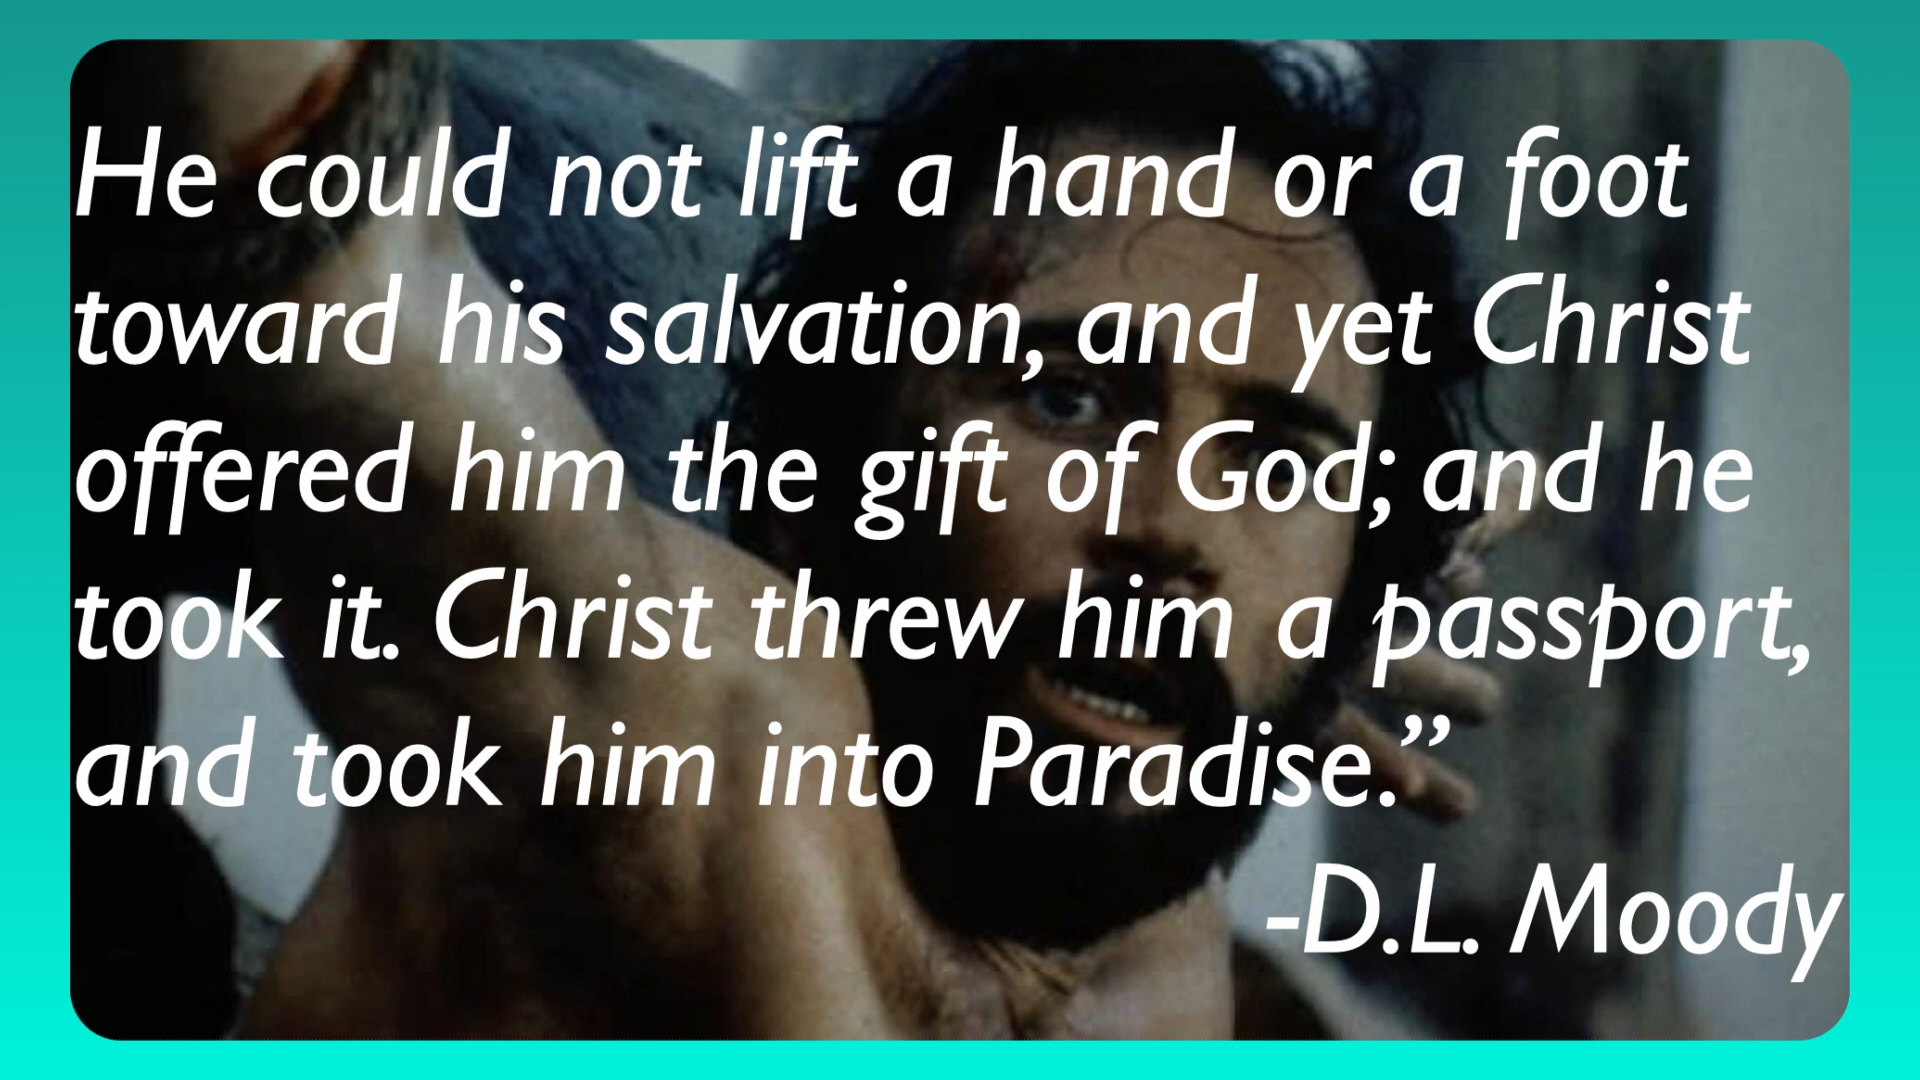 He could not lift a hand or a foot
toward his salvation, and yet Christ
offered him the gift of God; and he
took it. Christ threw him a passport,
and took him into Paradise.”
-D.L. Moody